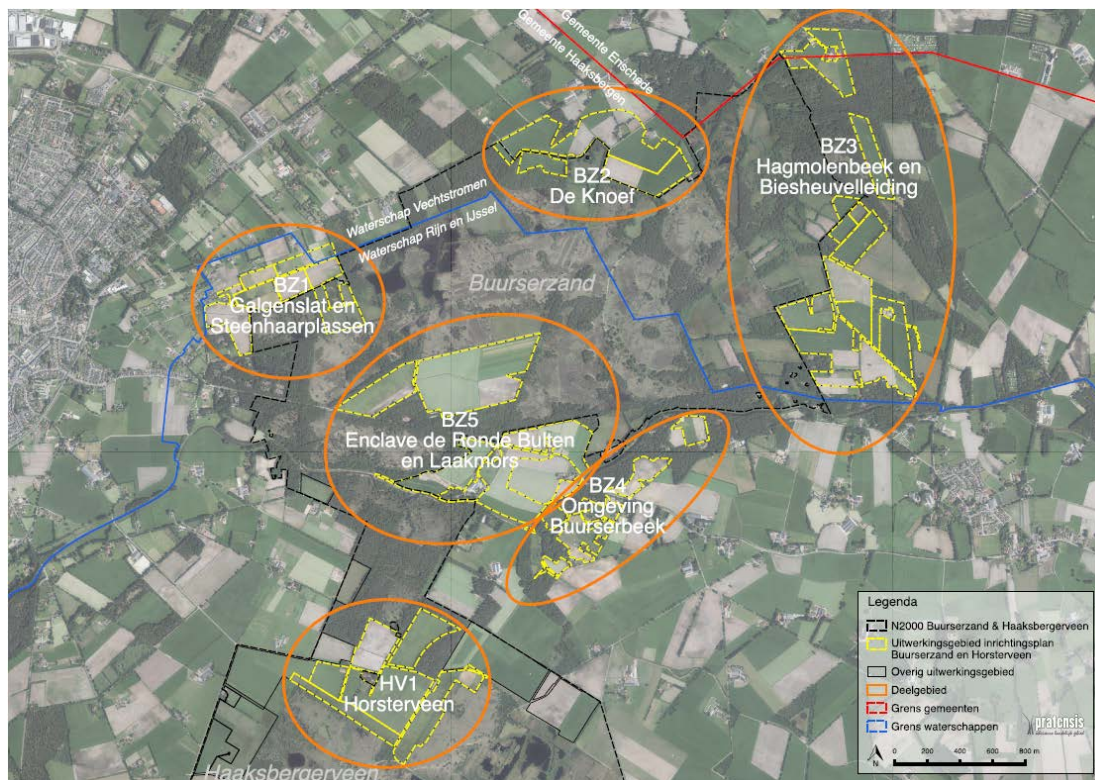 Gemeente Enschede
Gemeente Haaksbergen
BZ3
Hagmolenbeek en
Biesheuvelleiding
BZ2
De Knoef
Waterschap Vechtstromen
Waterschap Rijn en IJssel
BZ1
Galgenslat en
Steenhaarplassen
Buurserzand
BZ5
Enclave de Ronde Bulten
en Laakmors
BZ4
Omgeving
Buurserbeek
HV1
Horsterveen
Haaksbergerveen
Legenda
N2000 Buurserzand & Haaksbergerveen
Uitwerkingsgebied inrichtingsplan
Buurserzand en Horsterveen
Overig uitwerkingsgebied
Deelgebied
Grens gemeenten
Grens waterschappen
pratensis
N
0 200 400 600 800 m